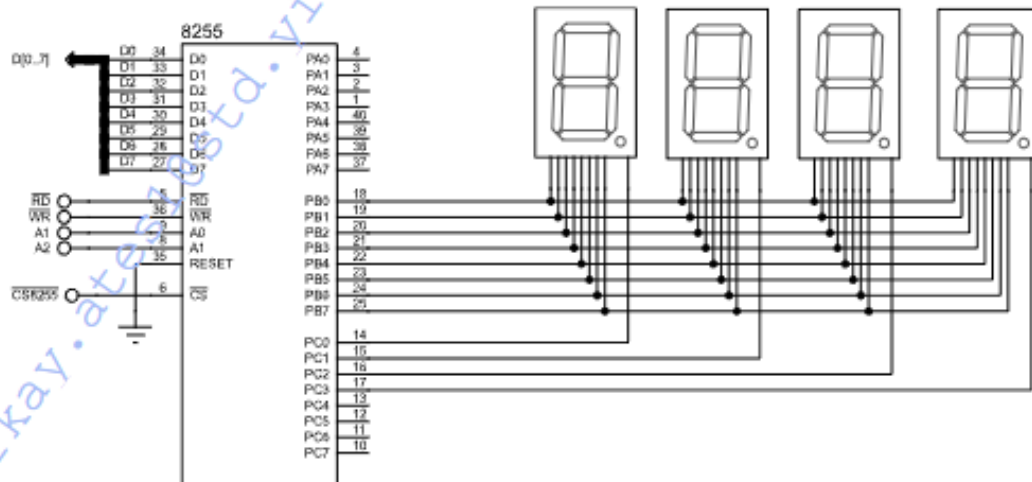 8255
D[0..7]
D0 34 D0 PA0 4
D1 33 D1 PA1 3
D2 32 D2 PA2 2
D3 31 D3 PA3 1
D4 30 D4 PA4 40
D5 29 D5 PA5 39
D6 28 D6 PA6 38
D7 27 D7 PA7 37
RD 5 RD PB0 18
WR 36 WR PB1 19
A1 9 A0 PB2 20
A2 8 A1 PB3 21
35 RESET PB4 22
PB5 23
CS8255 6 CS PB6 24
PB7 25
PC0 14
PC1 15
PC2 16
PC3 17
PC4 13
PC5 12
PC6 11
PC7 10